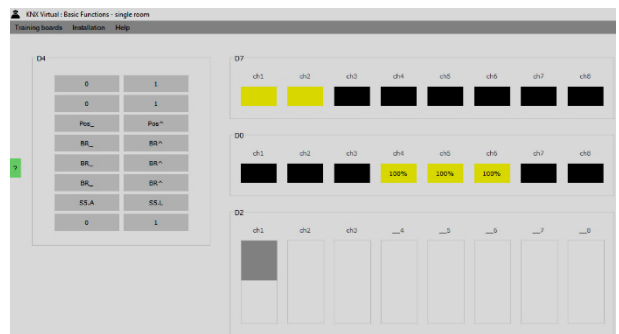 KNX Virtual : Basic Functions - single room
Training boards Installation Help
D4
0 1
0 1
Pos_ Pos^
BR_ BR^
BR_ BR^
BR_ BR^
SS.A SS.L
0 1
?
D7
ch1 ch2 ch3 ch4 ch5 ch6 ch7 ch8
D0
ch1 ch2 ch3 ch4 ch5 ch6 ch7 ch8
100% 100% 100%
D2
ch1 ch2 ch3 __4 __5 __6 __7 __8